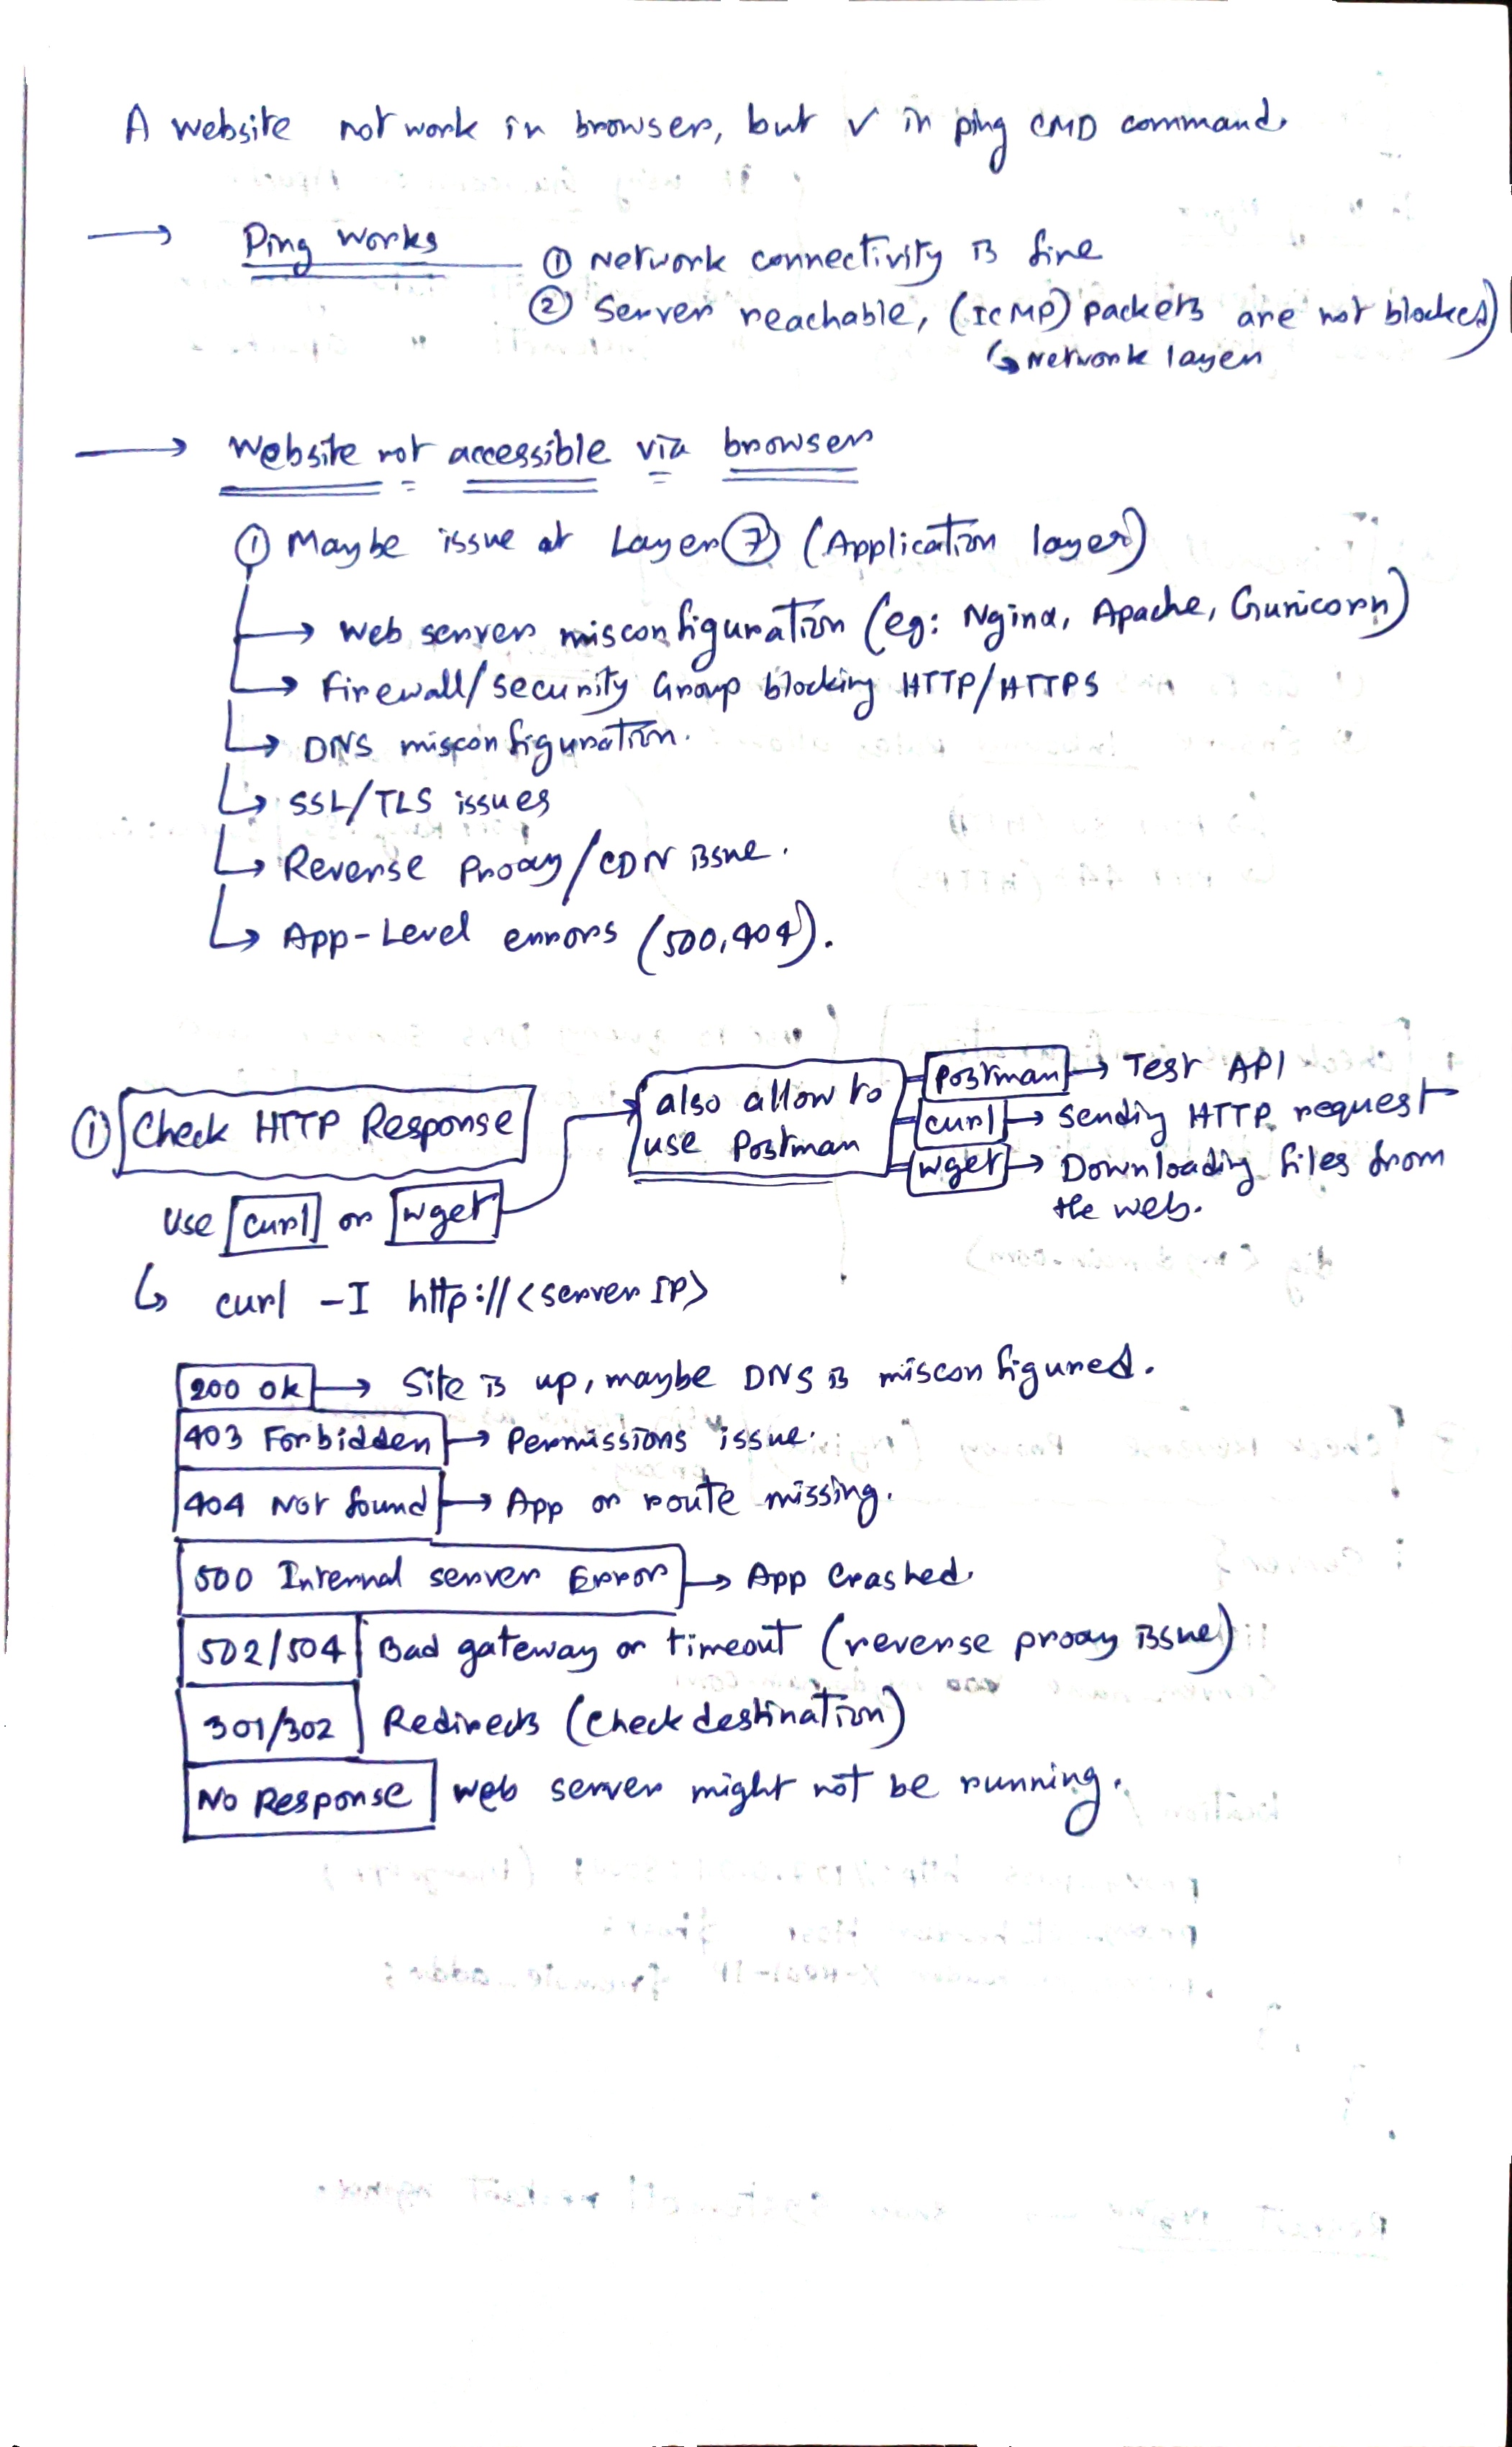 A website not work in browser, but ✓ in ping CMD command.
→ Ping works
① Network connectivity is fine
② Server reachable, (ICMP) packets are not blocked)
↳ Network layer
→ Website not accessible via browser
① Maybe issue at Layer ⑦ (Application layer)
→ Web server misconfiguration (eg: Nginx, Apache, Gunicorn)
→ Firewall/security Group blocking HTTP/HTTPS
↳ DNS misconfiguration.
↳ SSL/TLS issues
↳ Reverse Proxy/CDN issue.
↳ App-Level errors (500,404).
① Check HTTP Response
also allow to
use Postman
Postman → Test API
curl → Sending HTTP request
wget → Downloading files from
the web.
Use curl or wget
↳ curl -I http://<server IP>
200 ok → Site is up, maybe DNS is misconfigured.
403 Forbidden → Permissions issue.
404 Not found → App or route missing.
500 Internal server Error → App Crashed.
502/504 Bad gateway or timeout (reverse proxy issue)
301/302 Redirects (Check destination)
No Response web server might not be running.